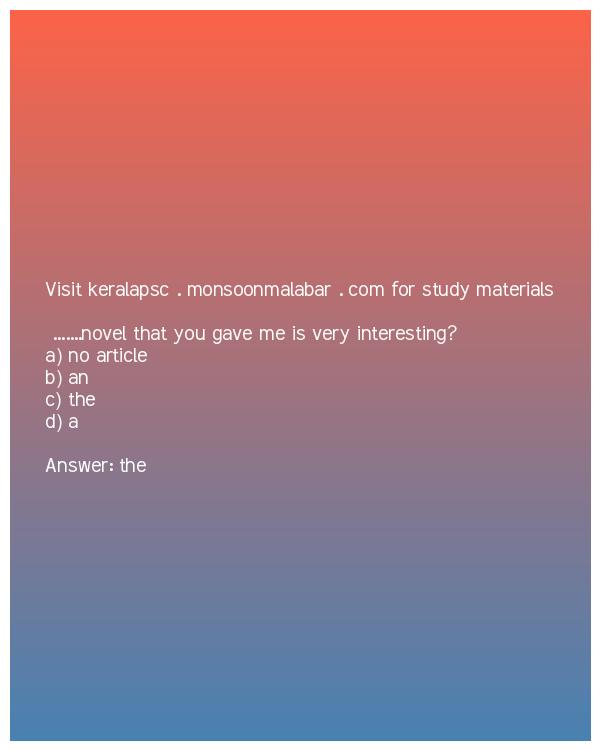 Visit keralapsc . monsoonmalabar . com for study materials
.......novel that you gave me is very interesting?
a) no article
b) an
c) the
d) a
Answer: the